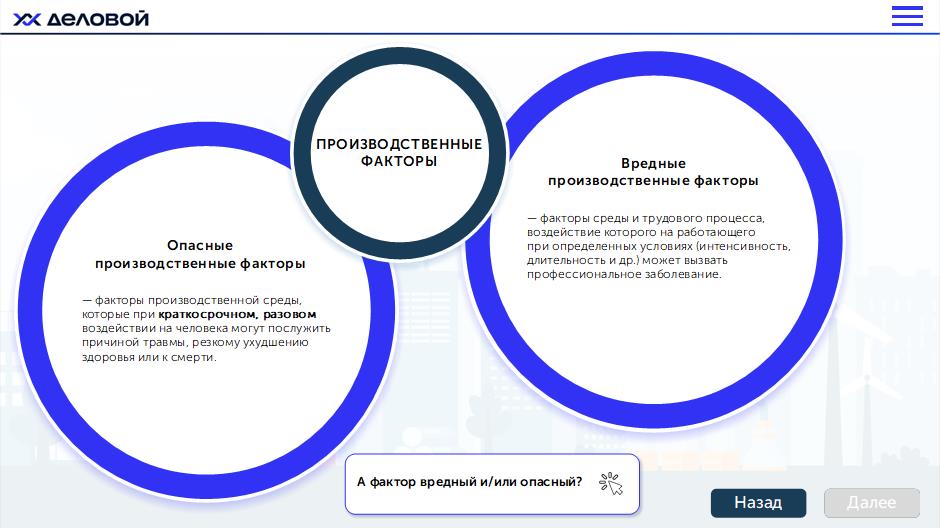 ДЕЛОВОЙ
ПРОИЗВОДСТВЕННЫЕ
ФАКТОРЫ
Опасные
производственные факторы
— факторы производственной среды,
которые при краткосрочном, разовом
воздействии на человека могут послужить
причиной травмы, резкому ухудшению
здоровья или к смерти.
Вредные
производственные факторы
— факторы среды и трудового процесса,
воздействие которого на работающего
при определенных условиях (интенсивность,
длительность и др.) может вызвать
профессиональное заболевание.
А фактор вредный и/или опасный?
Назад
Далее